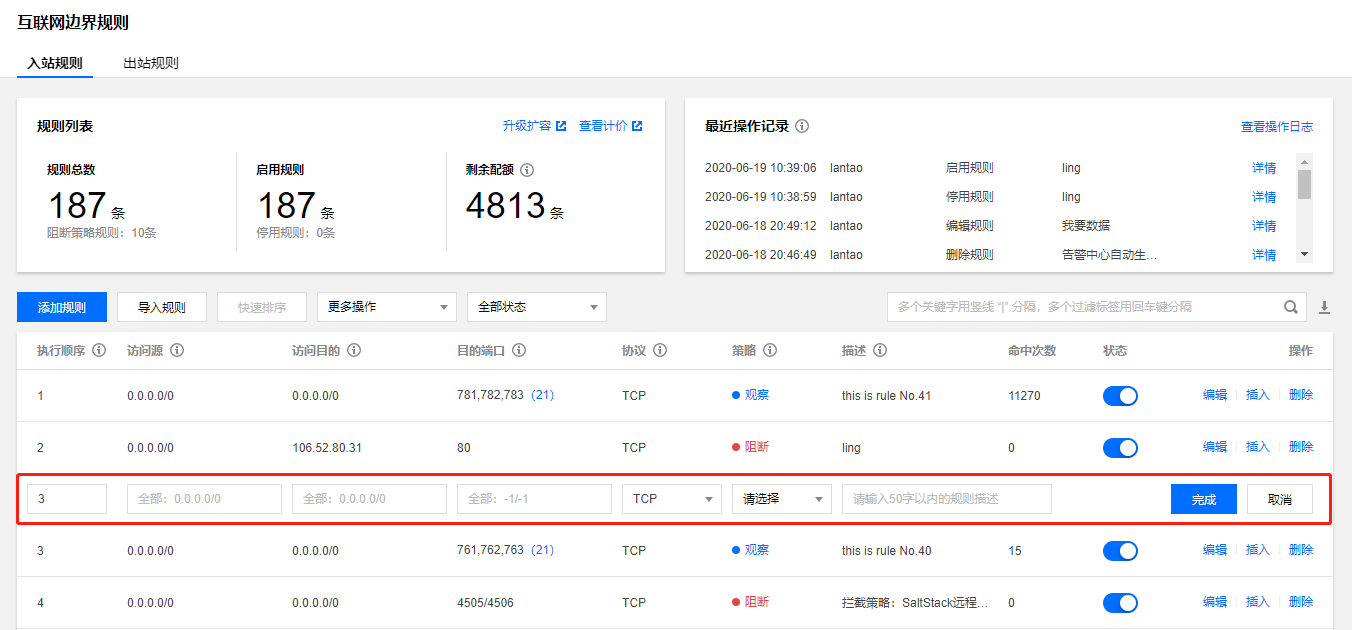 互联网边界规则
入站规则 出站规则
规则列表 升级扩容 查看计价
规则总数 启用规则 剩余配额
187 条 187 条 4813 条
阻断策略规则：10条 停用规则：0条
最近操作记录 查看操作日志
2020-06-19 10:39:06 lantao 启用规则 ling 详情
2020-06-19 10:38:59 lantao 停用规则 ling 详情
2020-06-18 20:49:12 lantao 编辑规则 我要数据 详情
2020-06-18 20:46:49 lantao 删除规则 告警中心自动生... 详情
添加规则 导入规则 快速排序 更多操作 全部状态 多个关键字用竖线 "|" 分隔，多个过滤标签用回车键分隔
执行顺序 访问源 访问目的 目的端口 协议 策略 描述 命中次数 状态 操作
1 0.0.0.0/0 0.0.0.0/0 781,782,783 (21) TCP 观察 this is rule No.41 11270 编辑 插入 删除
2 0.0.0.0/0 106.52.80.31 80 TCP 阻断 ling 0 编辑 插入 删除
3 全部：0.0.0.0/0 全部：0.0.0.0/0 全部：-1/-1 TCP 请选择 请输入50字以内的规则描述 完成 取消
3 0.0.0.0/0 0.0.0.0/0 761,762,763 (21) TCP 观察 this is rule No.40 15 编辑 插入 删除
4 0.0.0.0/0 0.0.0.0/0 4505/4506 TCP 阻断 拦截策略：SaltStack远程... 0 编辑 插入 删除